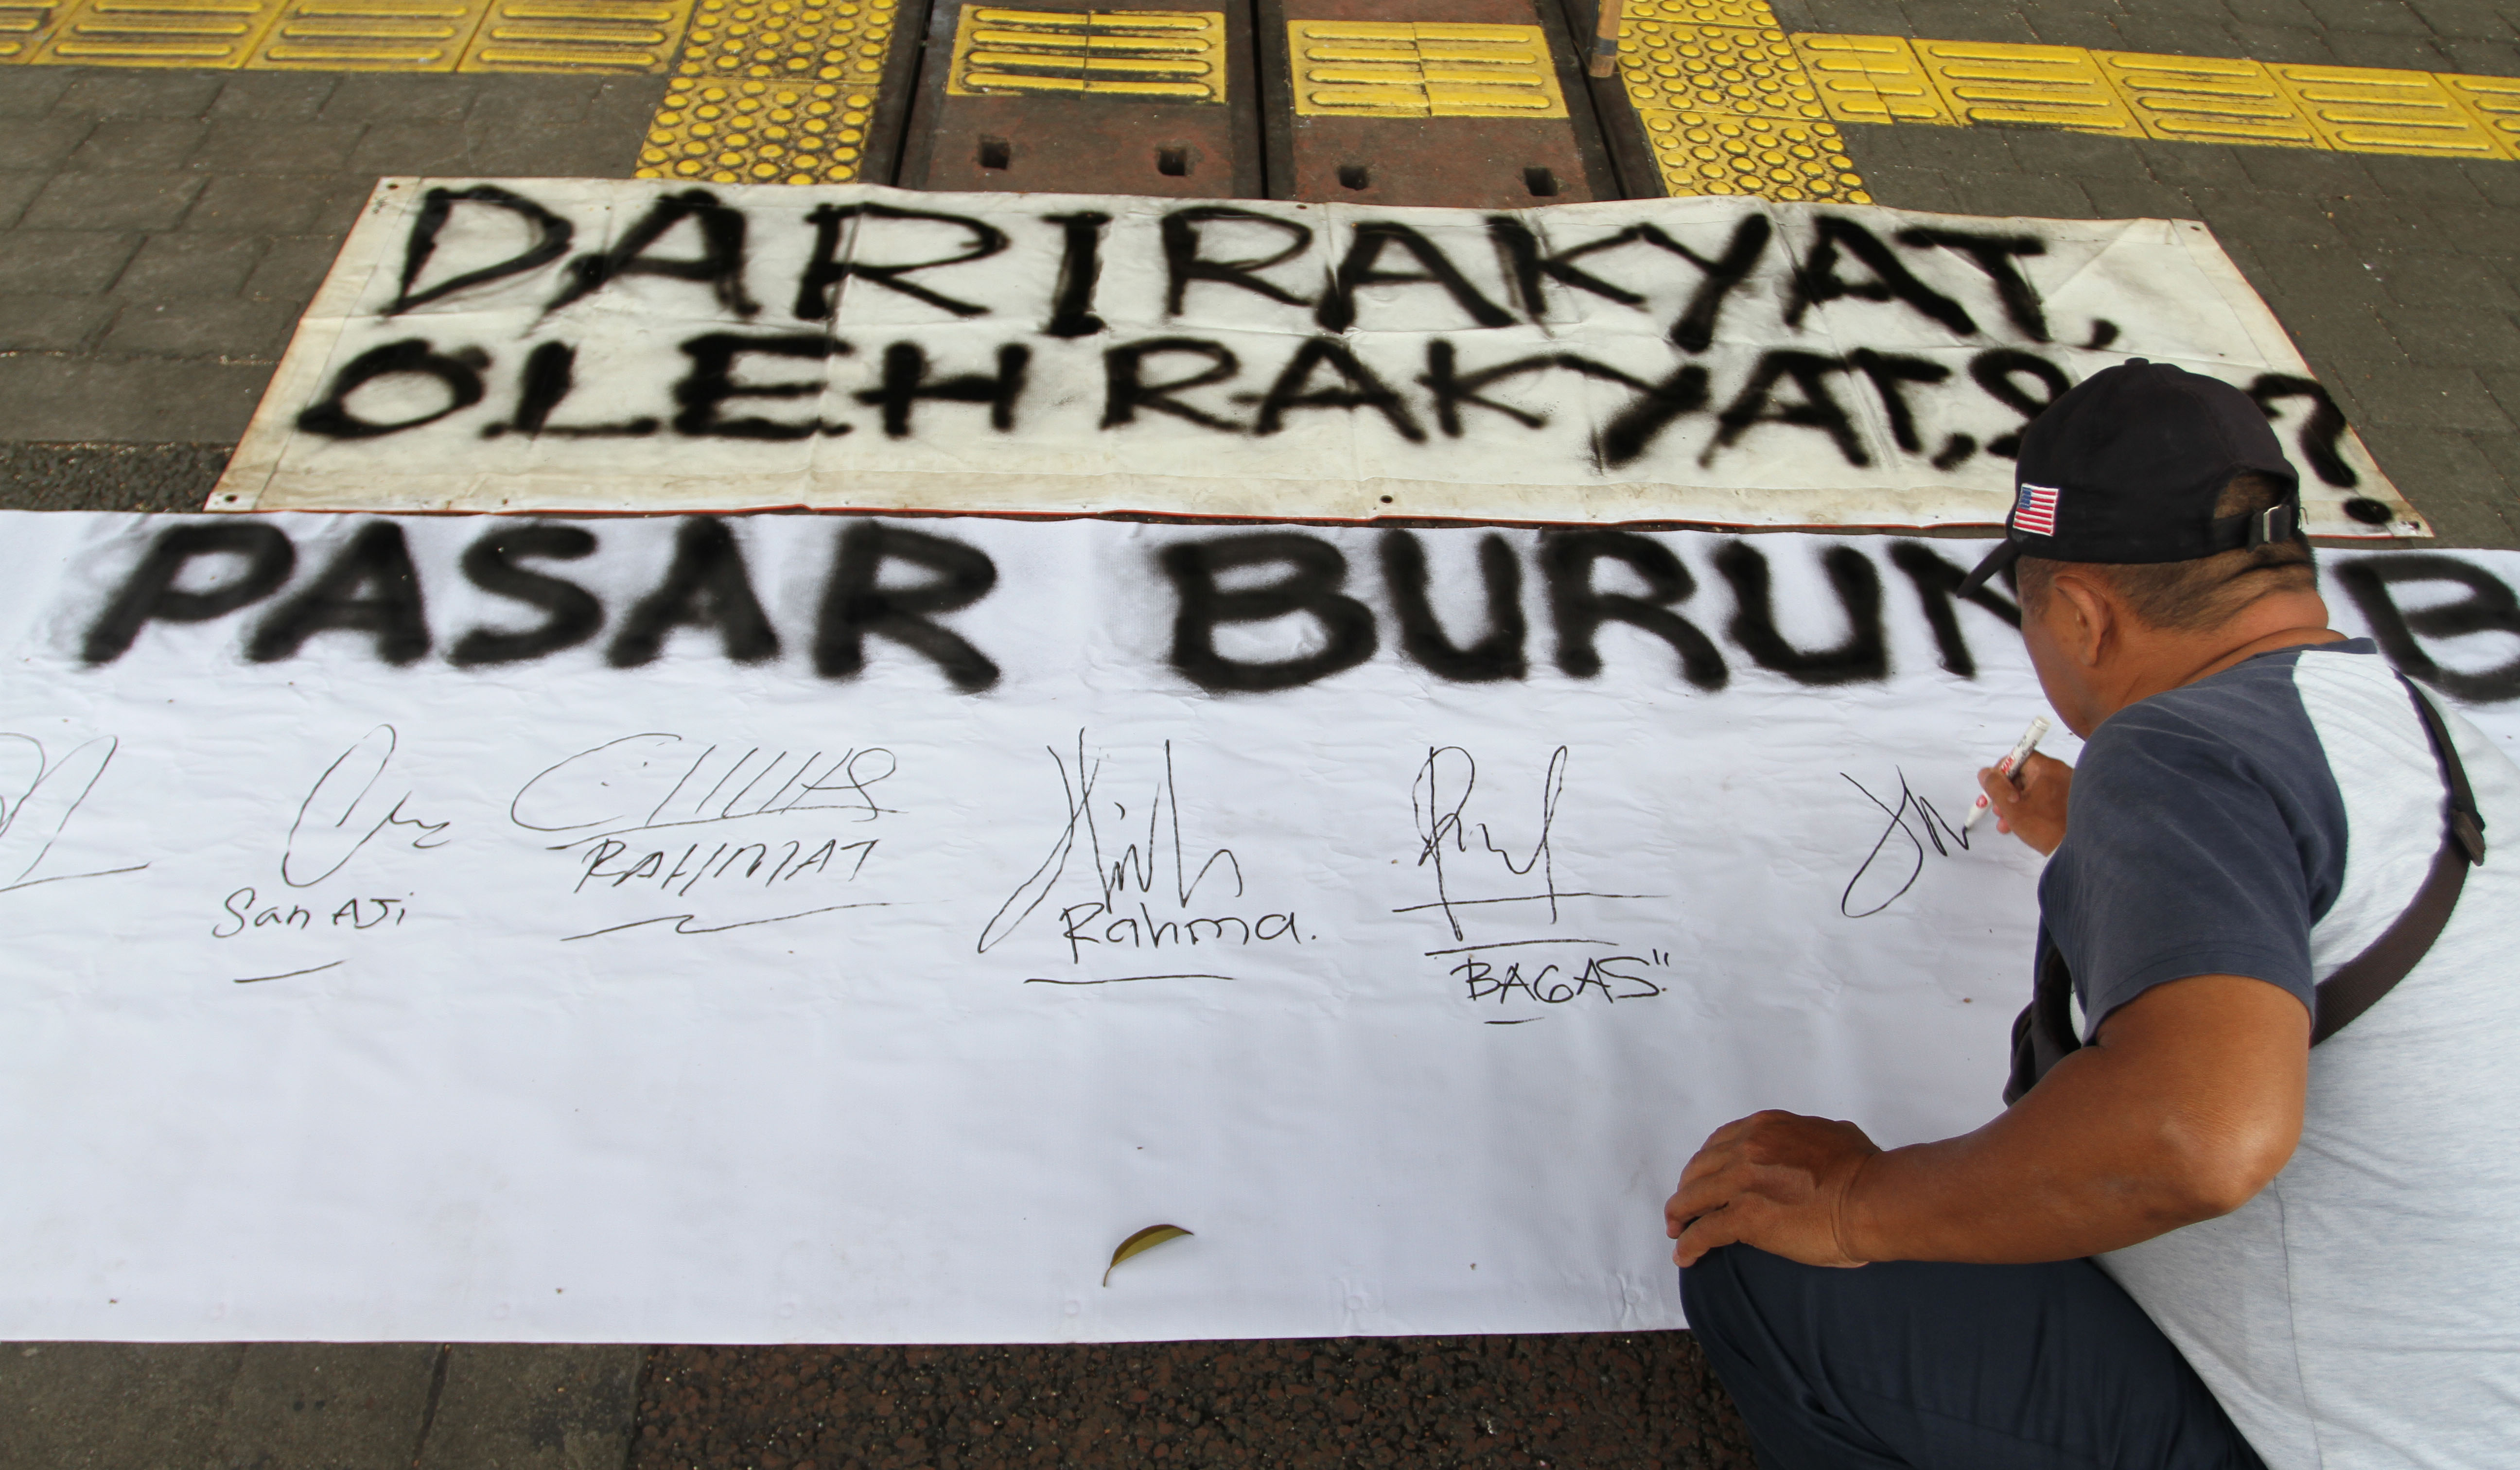 DARI RAKYAT,
OLEH RAKYAT, & ?
PASAR BURUN B
San AJi
RAHMAT
Rahma.
BAGAS"